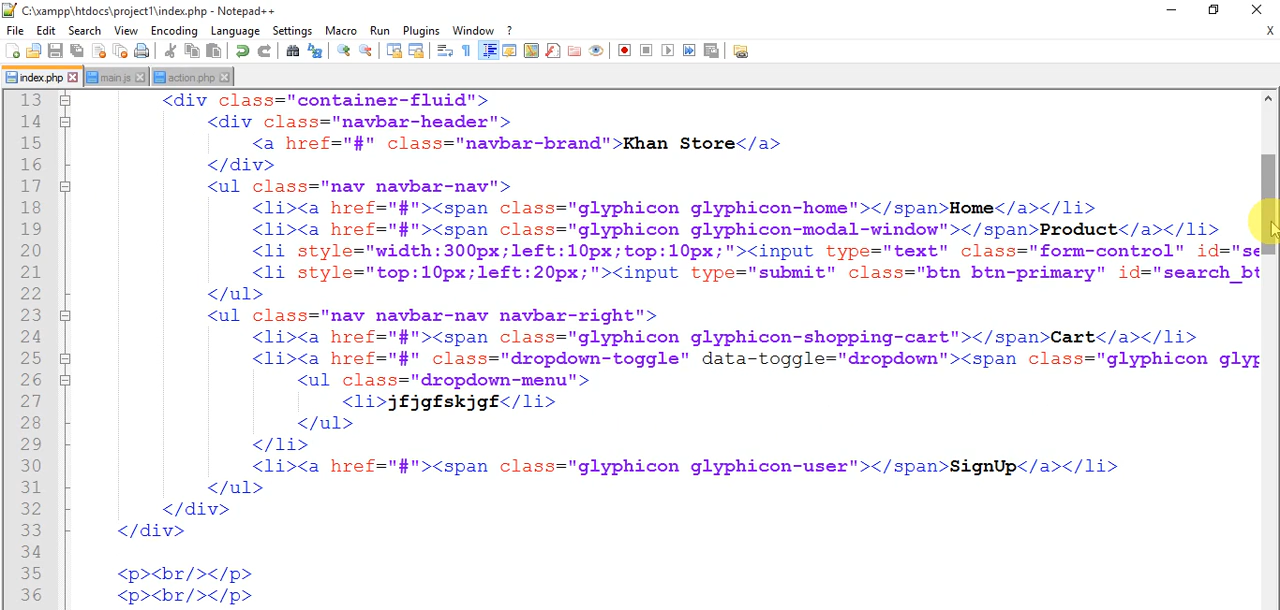 C:\xampp\htdocs\project1\index.php - Notepad++
File Edit Search View Encoding Language Settings Macro Run Plugins Window ? X
index.php main.js action.php
13 <div class="container-fluid">
14 <div class="navbar-header">
15 <a href="#" class="navbar-brand">Khan Store</a>
16 </div>
17 <ul class="nav navbar-nav">
18 <li><a href="#"><span class="glyphicon glyphicon-home"></span>Home</a></li>
19 <li><a href="#"><span class="glyphicon glyphicon-modal-window"></span>Product</a></li>
20 <li style="width:300px;left:10px;top:10px;"><input type="text" class="form-control" id="se
21 <li style="top:10px;left:20px;"><input type="submit" class="btn btn-primary" id="search_bt
22 </ul>
23 <ul class="nav navbar-nav navbar-right">
24 <li><a href="#"><span class="glyphicon glyphicon-shopping-cart"></span>Cart</a></li>
25 <li><a href="#" class="dropdown-toggle" data-toggle="dropdown"><span class="glyphicon glyp
26 <ul class="dropdown-menu">
27 <li>jfjgfskjgf</li>
28 </ul>
29 </li>
30 <li><a href="#"><span class="glyphicon glyphicon-user"></span>SignUp</a></li>
31 </ul>
32 </div>
33 </div>
34
35 <p><br/></p>
36 <p><br/></p>